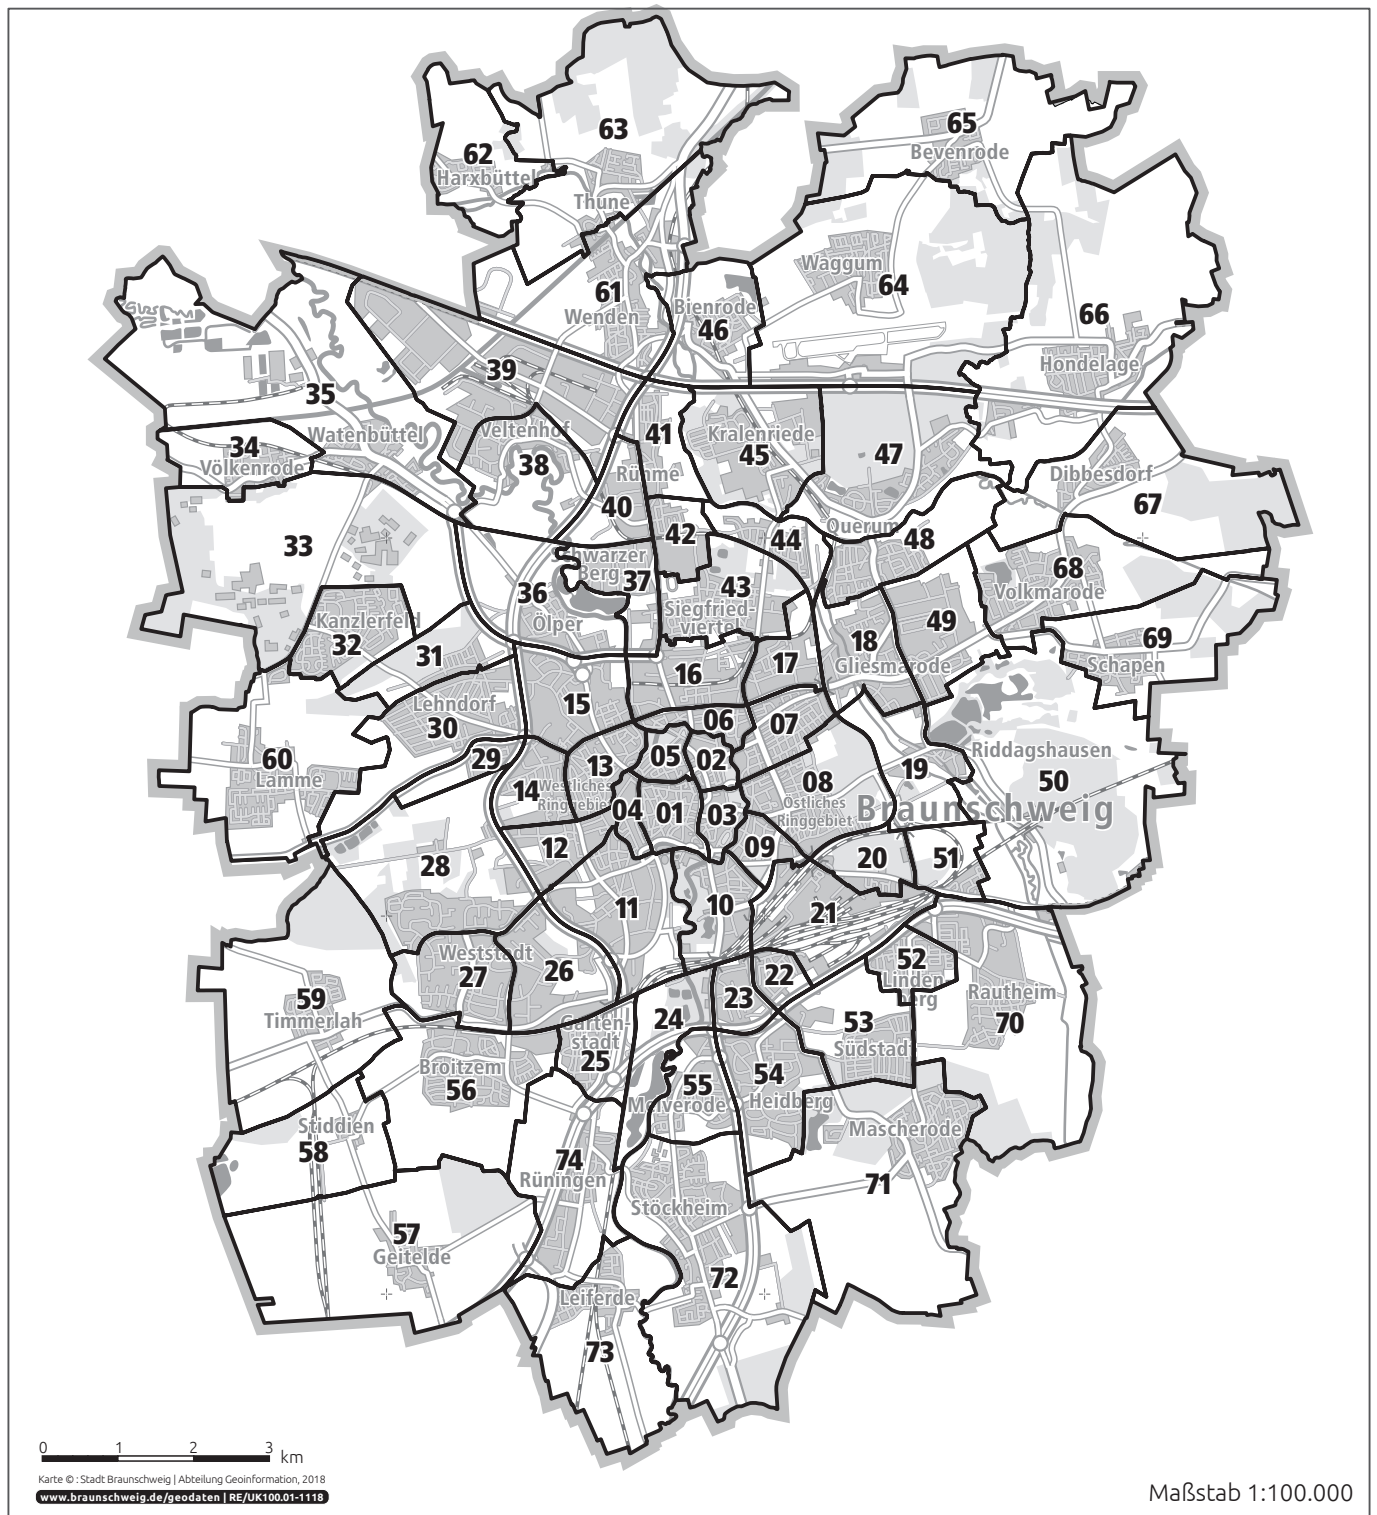 63
65
Bevenrode
62
Harxbüttel
Thune
Waggum
64
61
Wenden
Bienrode
46
66
Hondelage
39
35
Watenbüttel
34
Völkenrode
Veltenhof
38
41
Kralenriede
45
47
Rühme
40
Dibbesdorf
67
33
42
44
Querum
48
Schwarzer
Berg
37
36
Ölper
43
Siegfried-
viertel
68
Volkmarode
49
Kanzlerfeld
32
31
18
Gliesmarode
69
Schapen
16
17
Lehndorf
30
15
06
07
Riddagshausen
50
60
Lamme
29
13
05
02
19
14
Westliches
Ringgebiet
04
01
03
08
Östliches
Ringgebiet
Braunschweig
28
12
09
20
51
11
10
21
Weststadt
27
26
22
52
Linden-
berg
59
Timmerlah
23
24
Rautheim
70
Garten-
stadt
25
53
Südstadt
Broitzem
56
55
Melverode
54
Heidberg
Stiddien
58
Mascherode
74
Rüningen
71
57
Geitelde
Stöckheim
72
Leiferde
73
0 1 2 3 km
Karte © : Stadt Braunschweig | Abteilung Geoinformation, 2018
www.braunschweig.de/geodaten | RE/UK100.01-1118
Maßstab 1:100.000